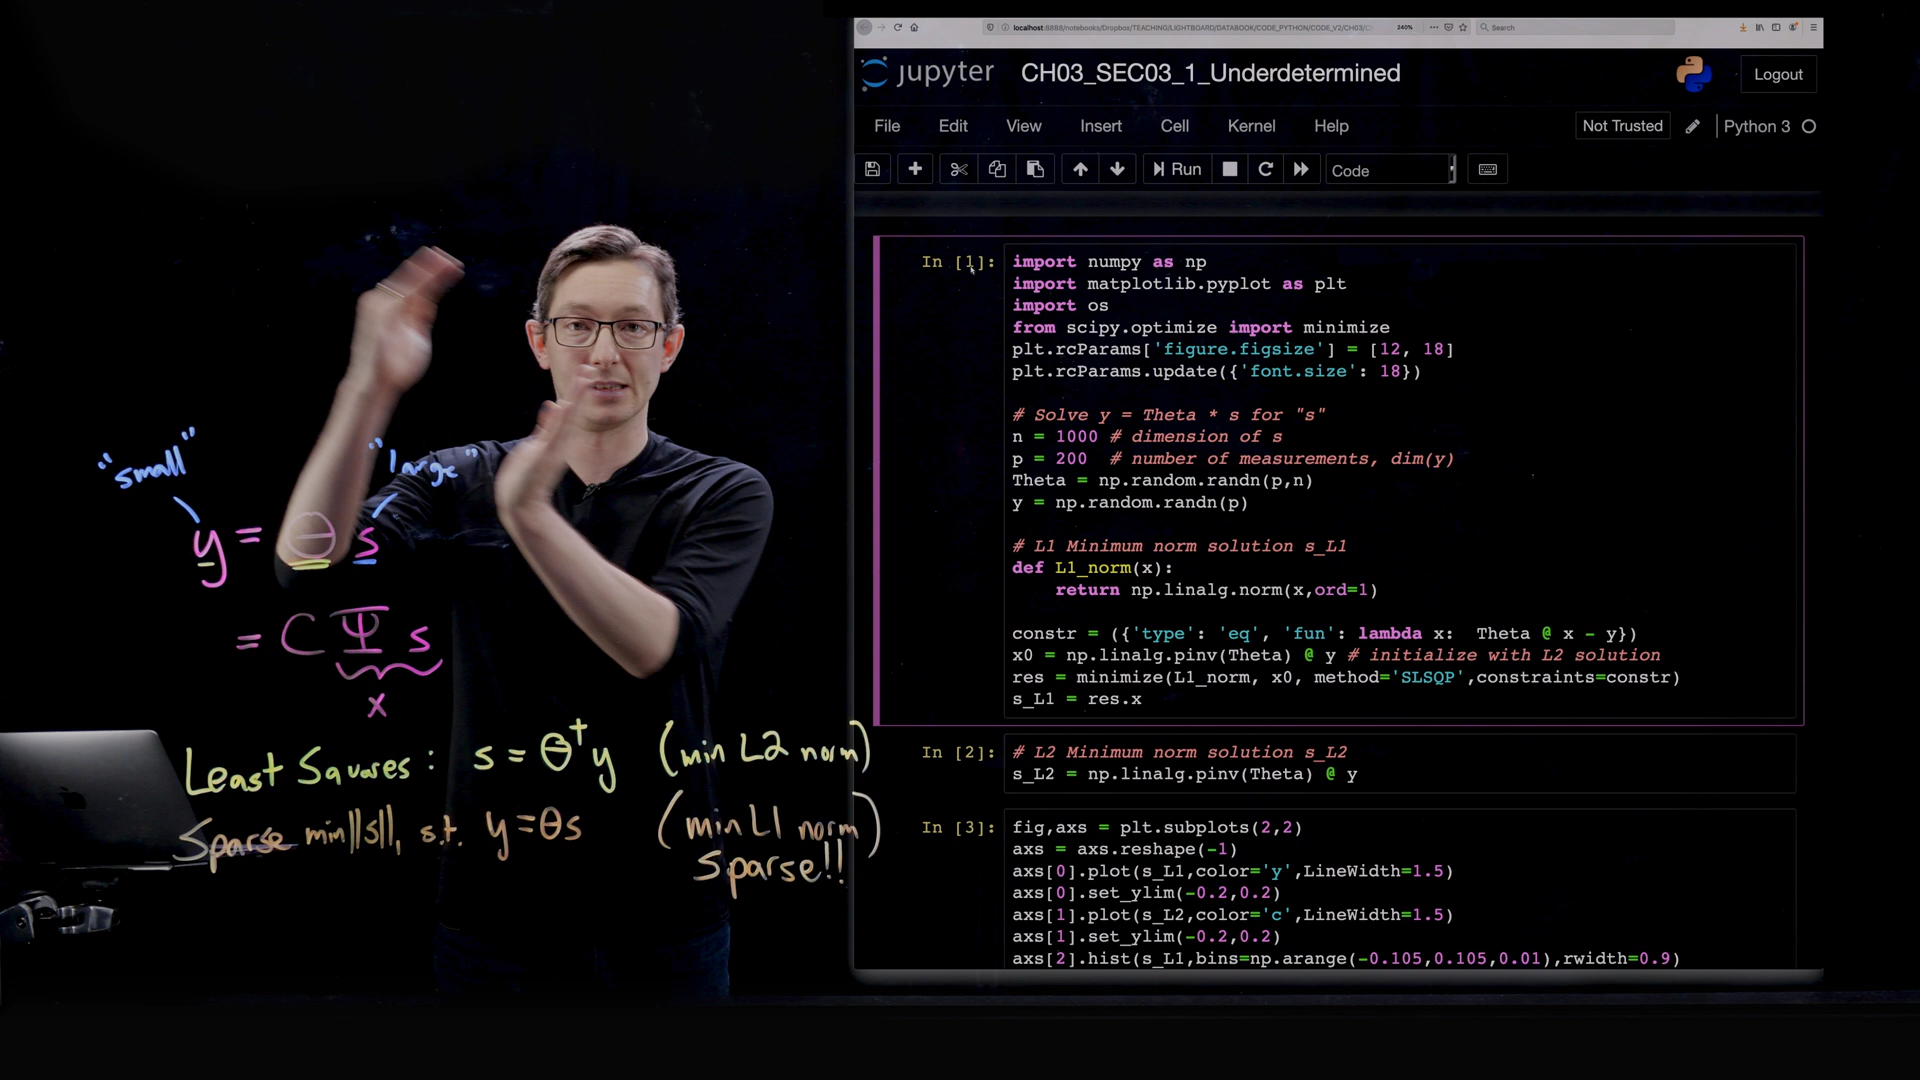 "small"
"large"
y = Θ s
= C Ψ s
x
Least Squares: s = Θ† y (min L2 norm)
Sparse min||s||₁ s.t. y = Θs (min L1 norm)
Sparse!!
240%
Search
jupyter CH03_SEC03_1_Underdetermined
Logout
File Edit View Insert Cell Kernel Help
Not Trusted Python 3
Run Code
In [1]: import numpy as np
import matplotlib.pyplot as plt
import os
from scipy.optimize import minimize
plt.rcParams['figure.figsize'] = [12, 18]
plt.rcParams.update({'font.size': 18})
# Solve y = Theta * s for "s"
n = 1000 # dimension of s
p = 200 # number of measurements, dim(y)
Theta = np.random.randn(p,n)
y = np.random.randn(p)
# L1 Minimum norm solution s_L1
def L1_norm(x):
return np.linalg.norm(x,ord=1)
constr = ({'type': 'eq', 'fun': lambda x: Theta @ x - y})
x0 = np.linalg.pinv(Theta) @ y # initialize with L2 solution
res = minimize(L1_norm, x0, method='SLSQP',constraints=constr)
s_L1 = res.x
In [2]: # L2 Minimum norm solution s_L2
s_L2 = np.linalg.pinv(Theta) @ y
In [3]: fig,axs = plt.subplots(2,2)
axs = axs.reshape(-1)
axs[0].plot(s_L1,color='y',LineWidth=1.5)
axs[0].set_ylim(-0.2,0.2)
axs[1].plot(s_L2,color='c',LineWidth=1.5)
axs[1].set_ylim(-0.2,0.2)
axs[2].hist(s_L1,bins=np.arange(-0.105,0.105,0.01),rwidth=0.9)